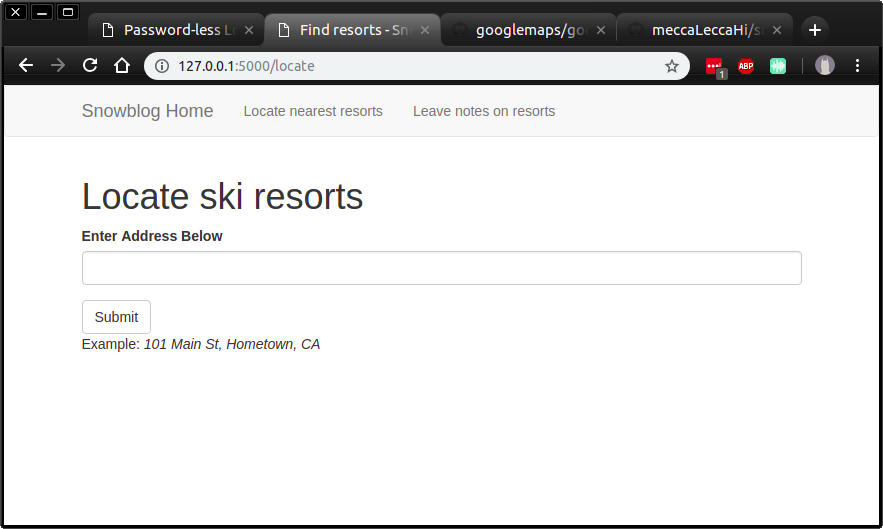 Password-less L
Find resorts - Sn
googlemaps/go
meccaLeccaHi/s
127.0.0.1:5000/locate
1
ABP
Snowblog Home
Locate nearest resorts
Leave notes on resorts
Locate ski resorts
Enter Address Below
Submit
Example: 101 Main St, Hometown, CA